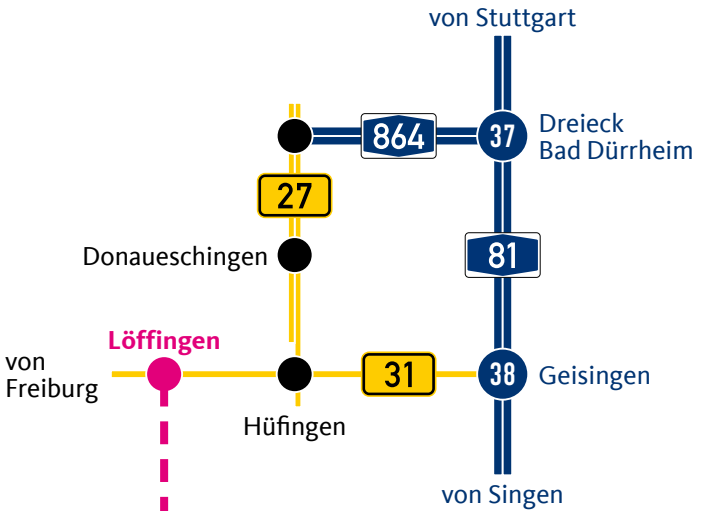 von Stuttgart
864
37
Dreieck
Bad Dürrheim
27
Donaueschingen
81
Löffingen
von
Freiburg
31
38
Geisingen
Hüfingen
von Singen